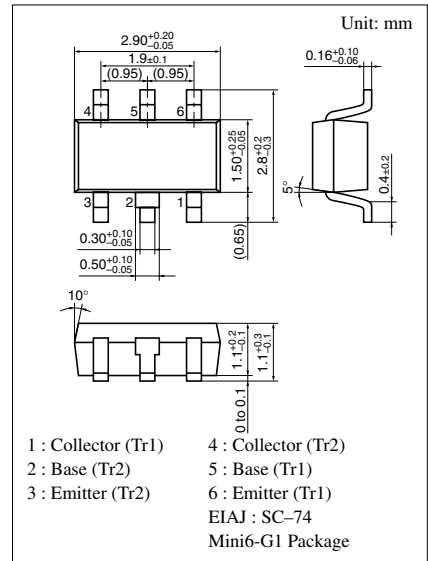 Unit: mm
2.90+0.20 −0.05
1.9±0.1
(0.95) (0.95)
0.16+0.10 −0.06
4 5 6
1.50+0.25 −0.05
2.8+0.2 −0.3
5°
0.4±0.2
3 2 1
(0.65)
0.30+0.10 −0.05
0.50+0.10 −0.05
10°
1.1+0.2 −0.1
1.1+0.3 −0.1
0 to 0.1
1 : Collector (Tr1) 4 : Collector (Tr2)
2 : Base (Tr2) 5 : Base (Tr1)
3 : Emitter (Tr2) 6 : Emitter (Tr1)
EIAJ : SC–74
Mini6-G1 Package